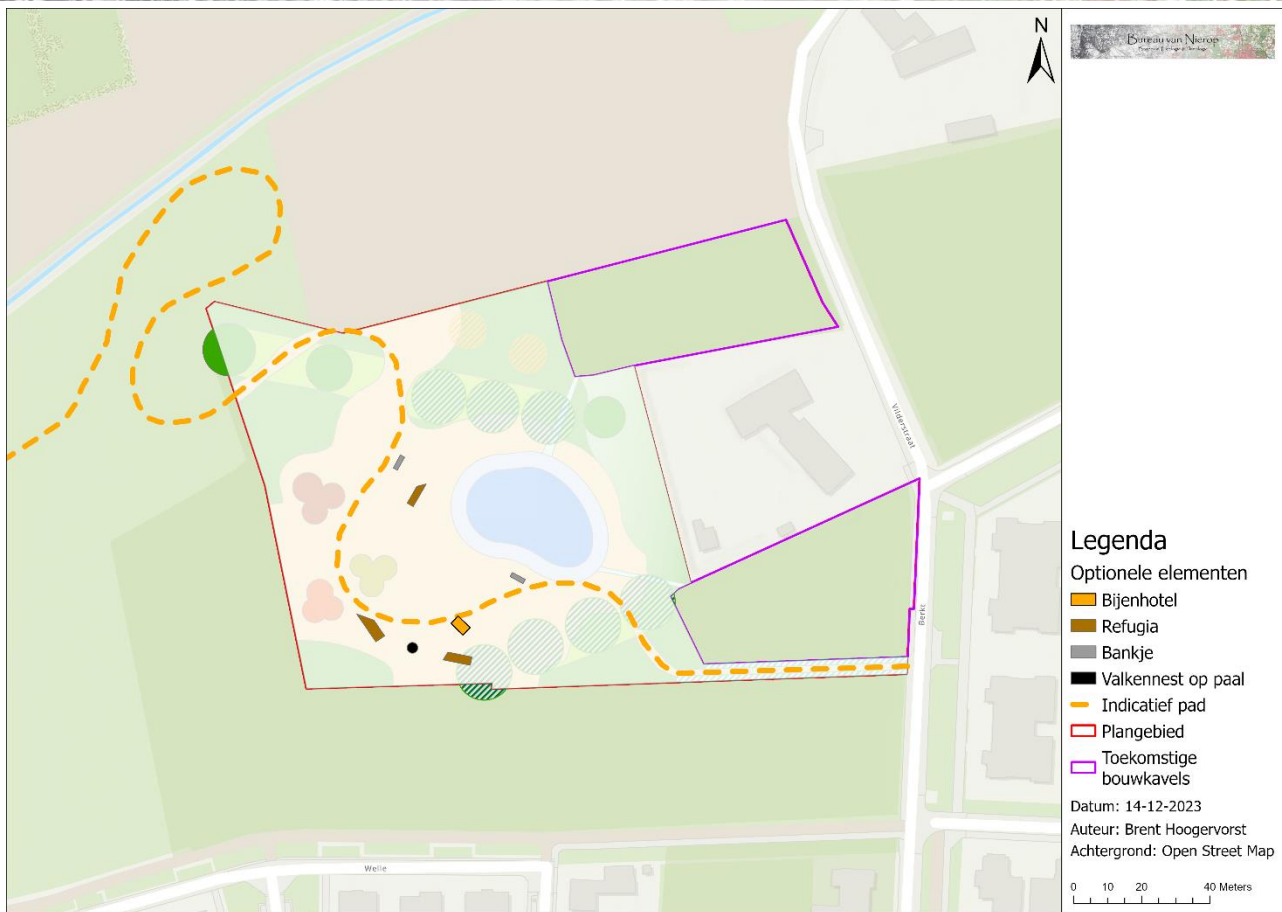 N
Bureau van Nierop
Vilderstraat
Berkt
Welle
Legenda
Optionele elementen
Bijenhotel
Refugia
Bankje
Valkennest op paal
Indicatief pad
Plangebied
Toekomstige
bouwkavels
Datum: 14-12-2023
Auteur: Brent Hoogervorst
Achtergrond: Open Street Map
0 10 20 40 Meters